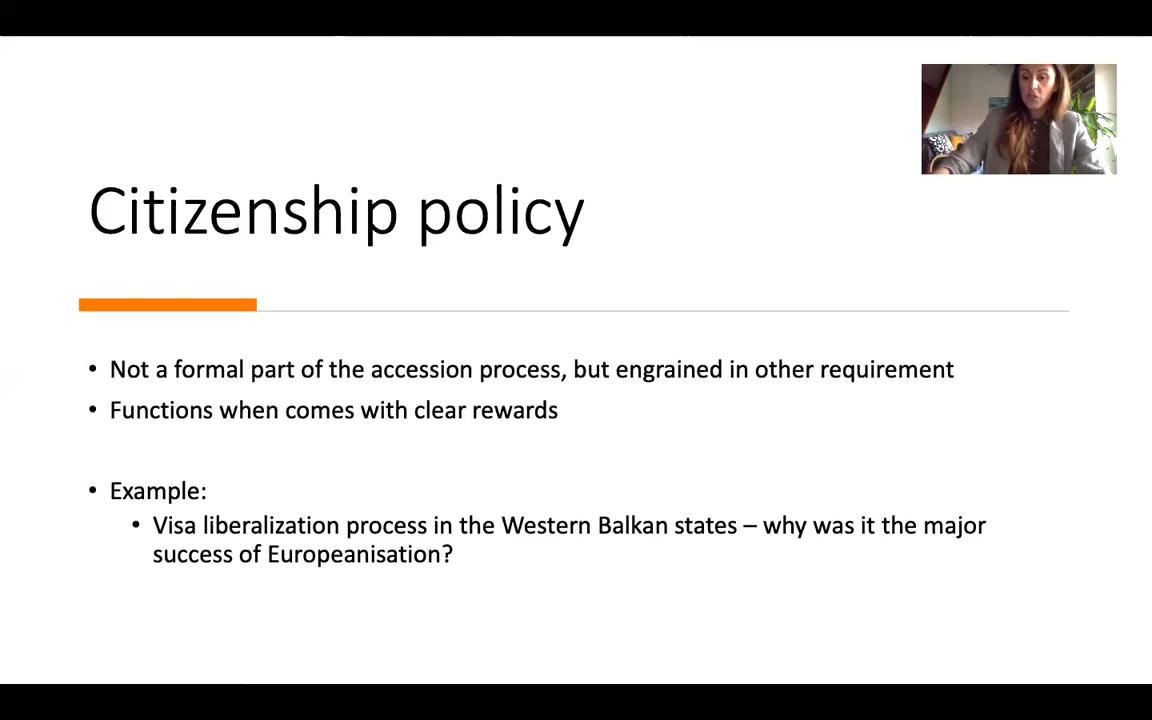 Citizenship policy
• Not a formal part of the accession process, but engrained in other requirement
• Functions when comes with clear rewards
• Example:
• Visa liberalization process in the Western Balkan states – why was it the major
success of Europeanisation?